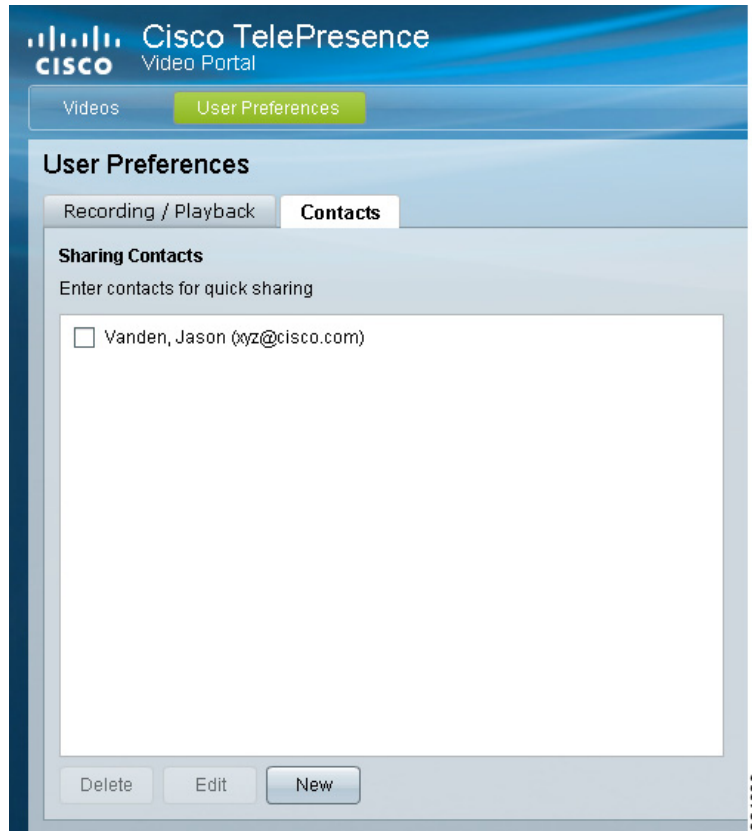 Cisco TelePresence
CISCO Video Portal
Videos User Preferences
User Preferences
Recording / Playback Contacts
Sharing Contacts
Enter contacts for quick sharing
Vanden, Jason (xyz@cisco.com)
Delete Edit New